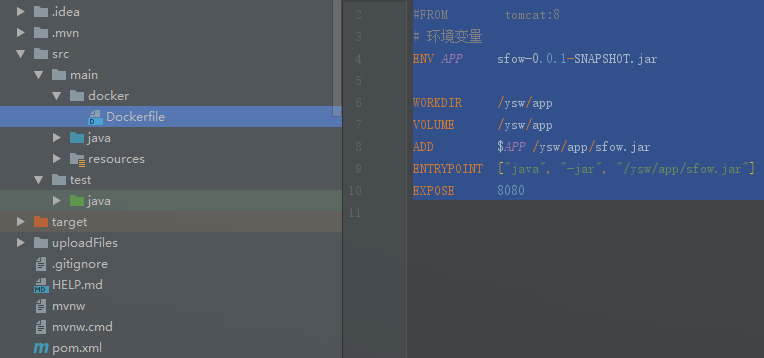 .idea
.mvn
src
main
docker
Dockerfile
java
resources
test
java
target
uploadFiles
.gitignore
HELP.md
mvnw
mvnw.cmd
pom.xml
2 #FROM tomcat:8
3 # 环境变量
4 ENV APP sfow-0.0.1-SNAPSHOT.jar
5
6 WORKDIR /ysw/app
7 VOLUME /ysw/app
8 ADD $APP /ysw/app/sfow.jar
9 ENTRYPOINT ["java", "-jar", "/ysw/app/sfow.jar"]
10 EXPOSE 8080
11